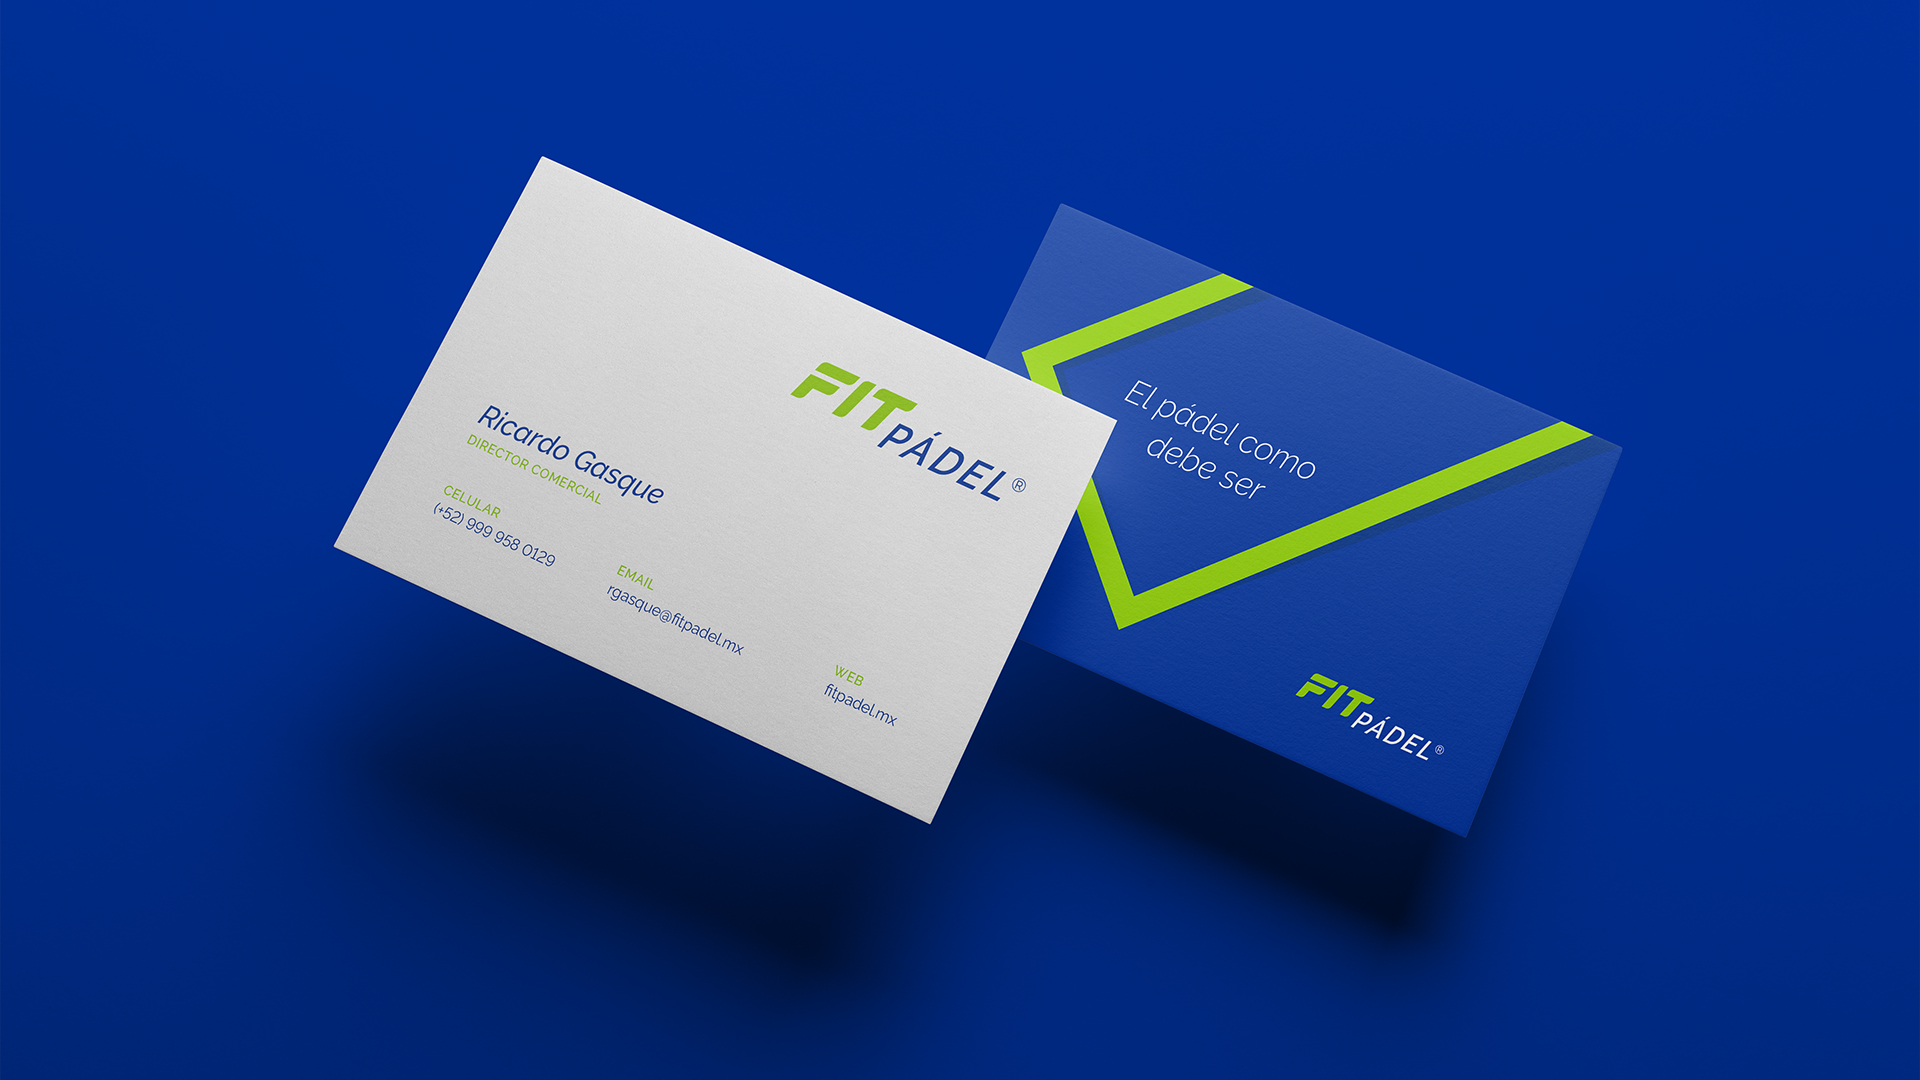 FIT
PÁDEL®
Ricardo Gasque
DIRECTOR COMERCIAL
CELULAR
(+52) 999 958 0129
EMAIL
rgasque@fitpadel.mx
WEB
fitpadel.mx
El pádel como
debe ser
FIT
PÁDEL®